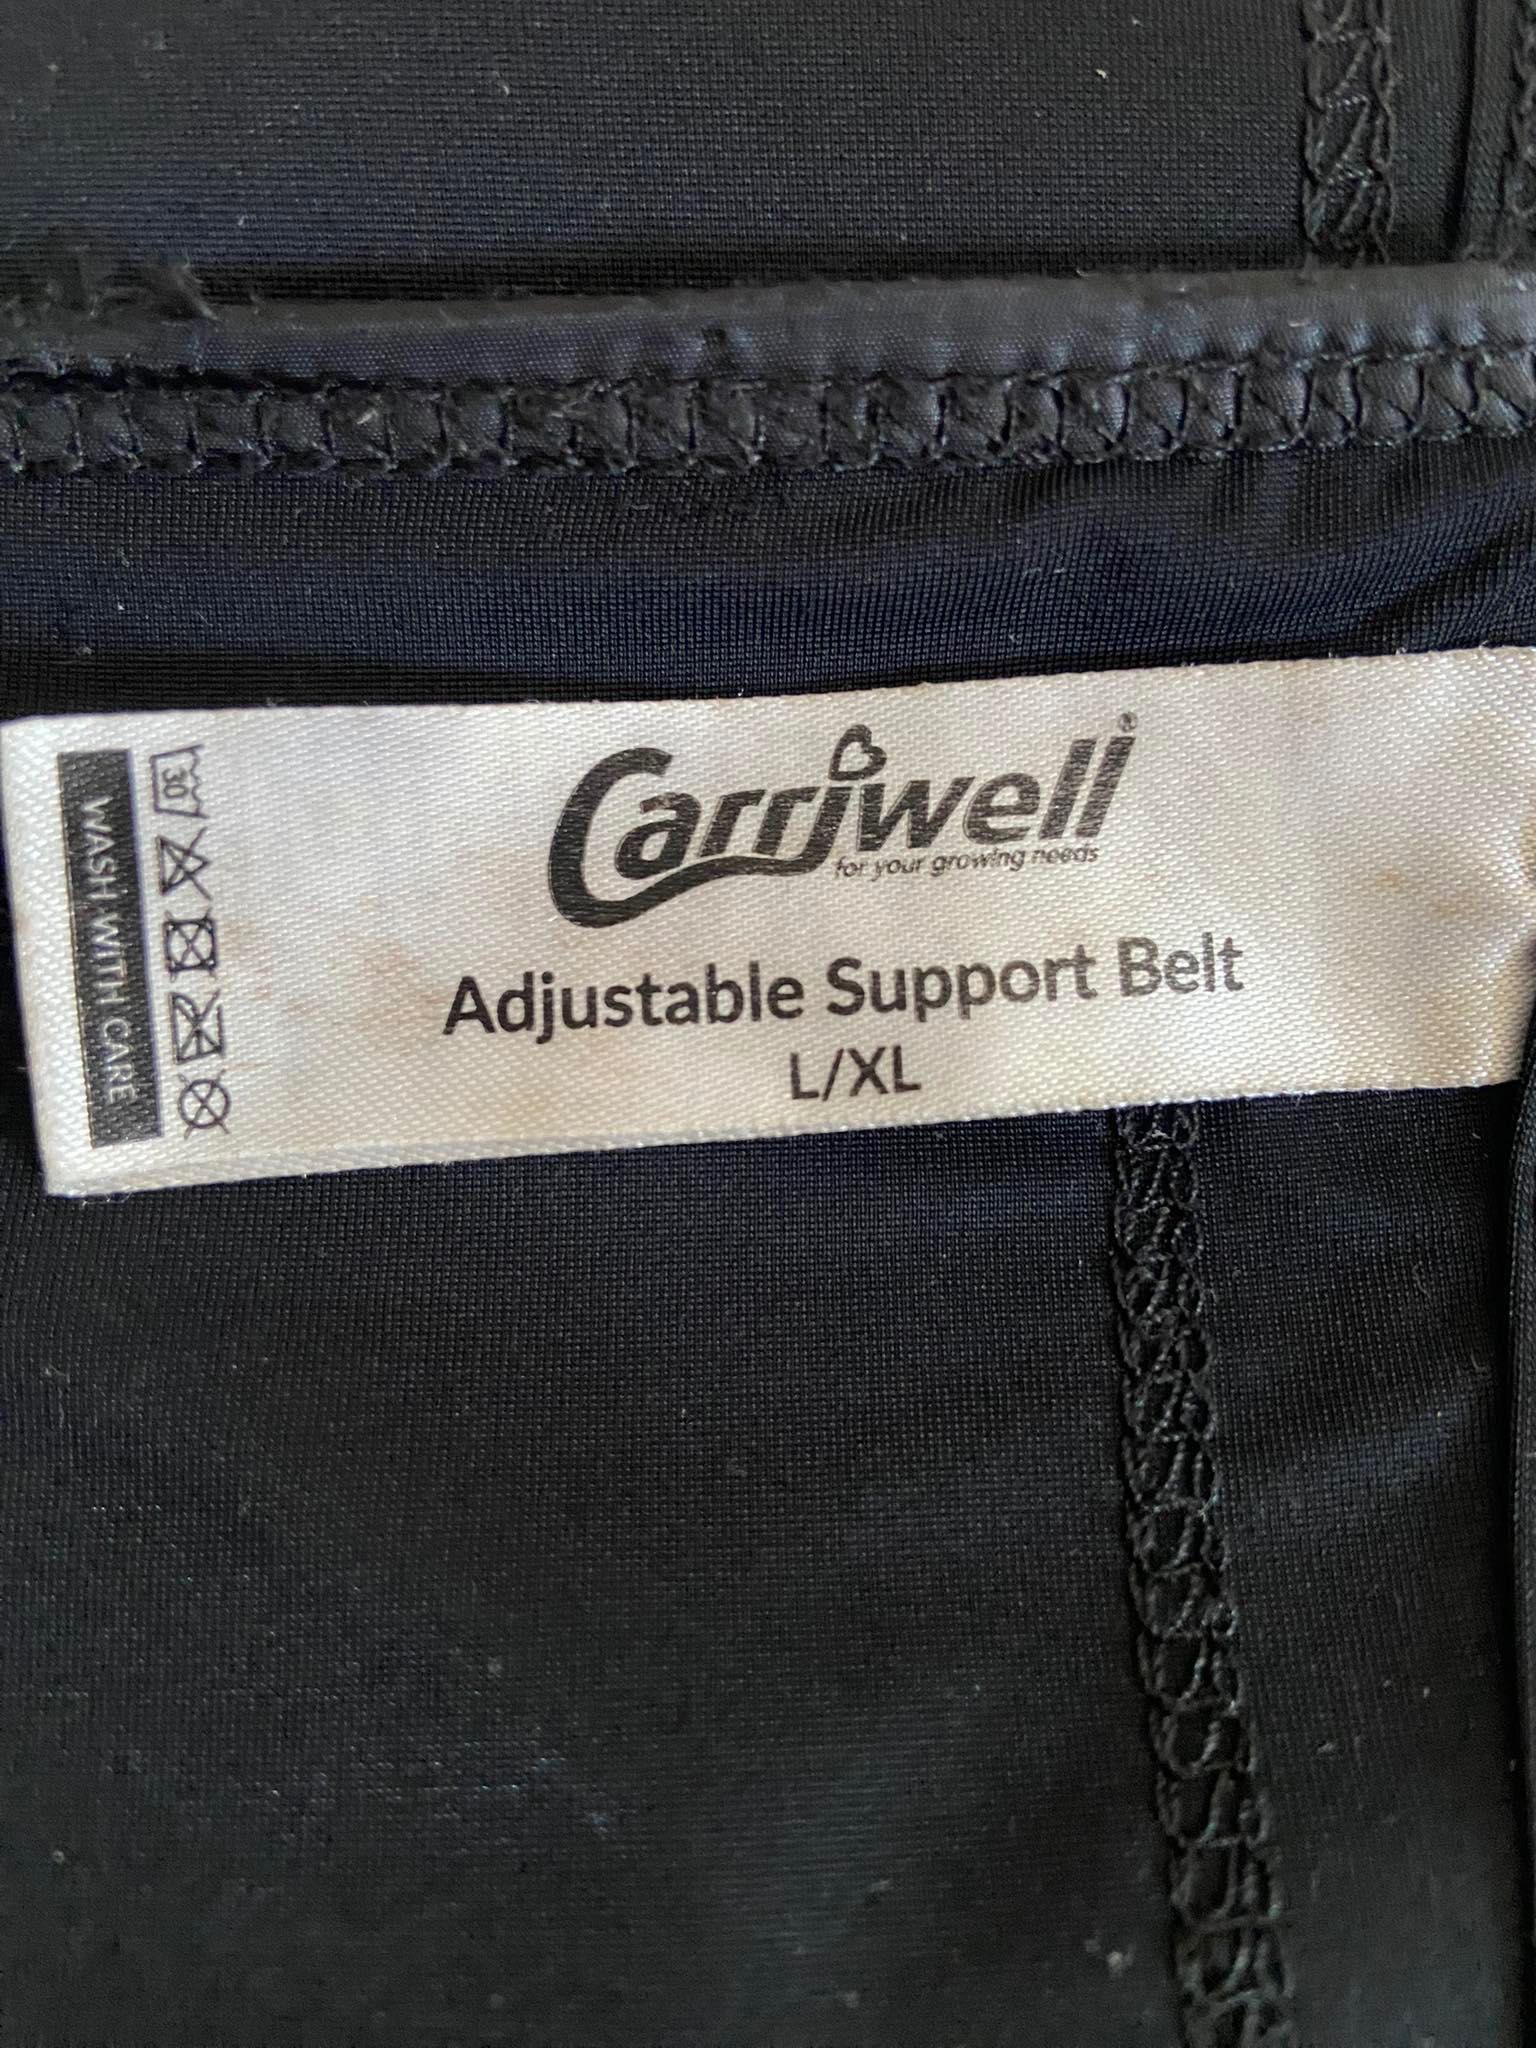 Carriwell®
for your growing needs
Adjustable Support Belt
L/XL
WASH WITH CARE
30